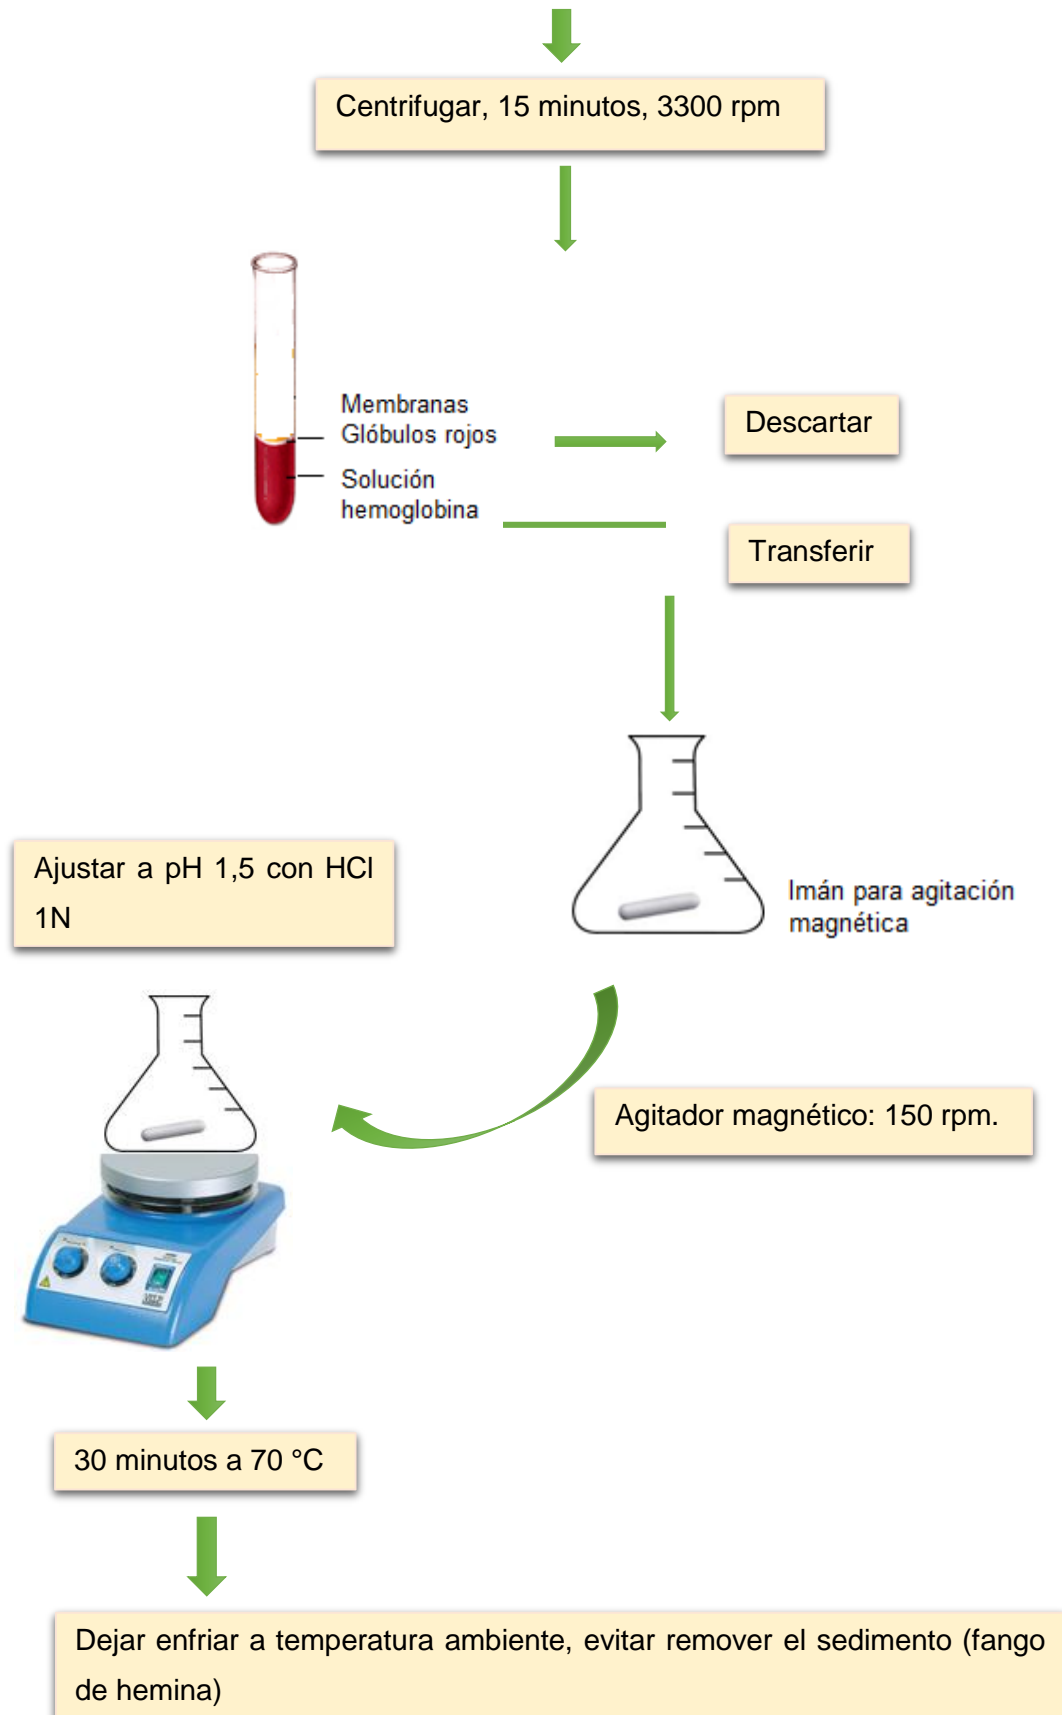 Centrifugar, 15 minutos, 3300 rpm
Membranas
Glóbulos rojos
Descartar
Solución
hemoglobina
Transferir
Ajustar a pH 1,5 con HCl
1N
Imán para agitación
magnética
Agitador magnético: 150 rpm.
30 minutos a 70 °C
Dejar enfriar a temperatura ambiente, evitar remover el sedimento (fango
de hemina)